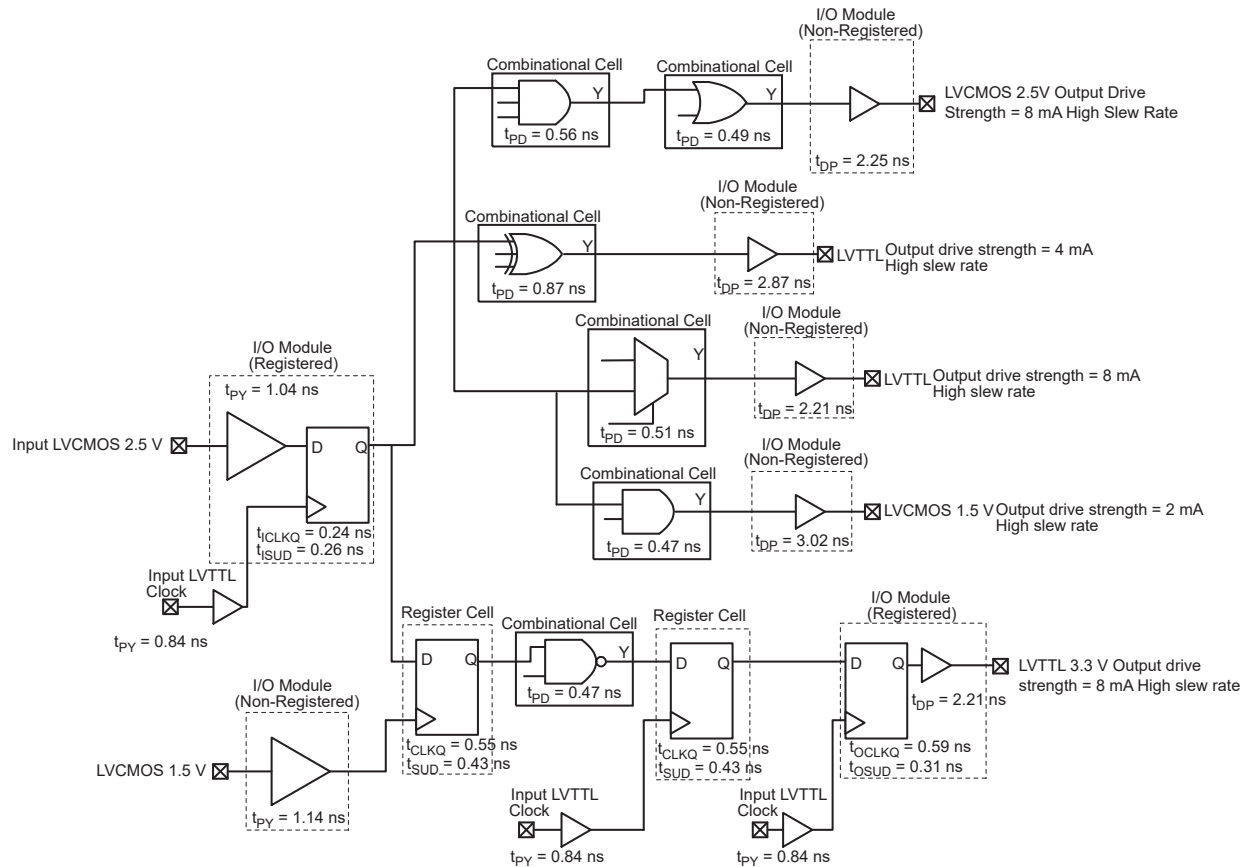 I/O Module
(Non-Registered)
Combinational Cell
Y
tPD = 0.56 ns
Combinational Cell
Y
tPD = 0.49 ns
tDP = 2.25 ns
LVCMOS 2.5V Output Drive
Strength = 8 mA High Slew Rate
I/O Module
(Non-Registered)
Combinational Cell
Y
tPD = 0.87 ns
tDP = 2.87 ns
LVTTL Output drive strength = 4 mA
High slew rate
I/O Module
(Non-Registered)
Combinational Cell
Y
tPD = 0.51 ns
tDP = 2.21 ns
LVTTL Output drive strength = 8 mA
High slew rate
I/O Module
(Registered)
tPY = 1.04 ns
Input LVCMOS 2.5 V
D
Q
tICLKQ = 0.24 ns
tISUD = 0.26 ns
Input LVTTL
Clock
tPY = 0.84 ns
I/O Module
(Non-Registered)
Combinational Cell
Y
tPD = 0.47 ns
tDP = 3.02 ns
LVCMOS 1.5 V Output drive strength = 2 mA
High slew rate
Register Cell
D
Q
tCLKQ = 0.55 ns
tSUD = 0.43 ns
Combinational Cell
Y
tPD = 0.47 ns
Register Cell
D
Q
tCLKQ = 0.55 ns
tSUD = 0.43 ns
I/O Module
(Registered)
D
Q
tDP = 2.21 ns
tOCLKQ = 0.59 ns
tOSUD = 0.31 ns
LVTTL 3.3 V Output drive
strength = 8 mA High slew rate
I/O Module
(Non-Registered)
LVCMOS 1.5 V
tPY = 1.14 ns
Input LVTTL
Clock
tPY = 0.84 ns
Input LVTTL
Clock
tPY = 0.84 ns